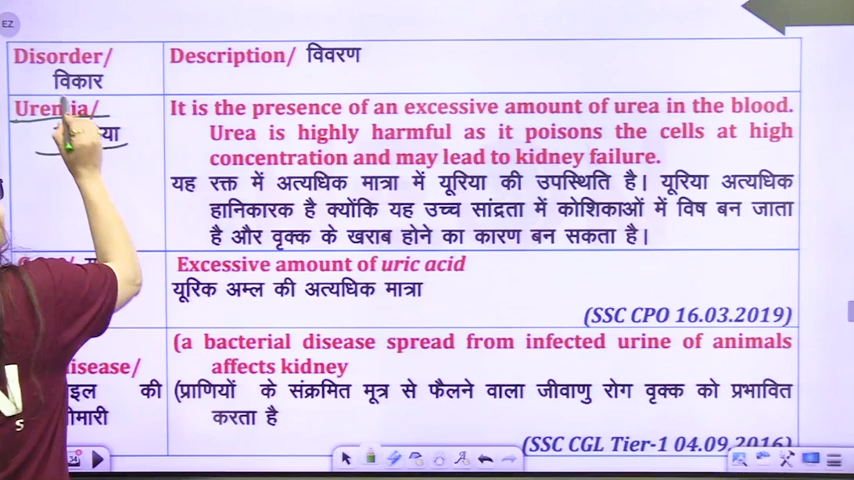 EZ
Disorder/
विकार
Description/ विवरण
Uremia/
या
It is the presence of an excessive amount of urea in the blood.
Urea is highly harmful as it poisons the cells at high
concentration and may lead to kidney failure.
यह रक्त में अत्यधिक मात्रा में यूरिया की उपस्थिति है। यूरिया अत्यधिक
हानिकारक है क्योंकि यह उच्च सांद्रता में कोशिकाओं में विष बन जाता
है और वृक्क के खराब होने का कारण बन सकता है।
Excessive amount of uric acid
यूरिक अम्ल की अत्यधिक मात्रा
(SSC CPO 16.03.2019)
disease/
की
(a bacterial disease spread from infected urine of animals
affects kidney
(प्राणियों के संक्रमित मूत्र से फैलने वाला जीवाणु रोग वृक्क को प्रभावित
करता है
(SSC CGL Tier-1 04.09.2016)
34